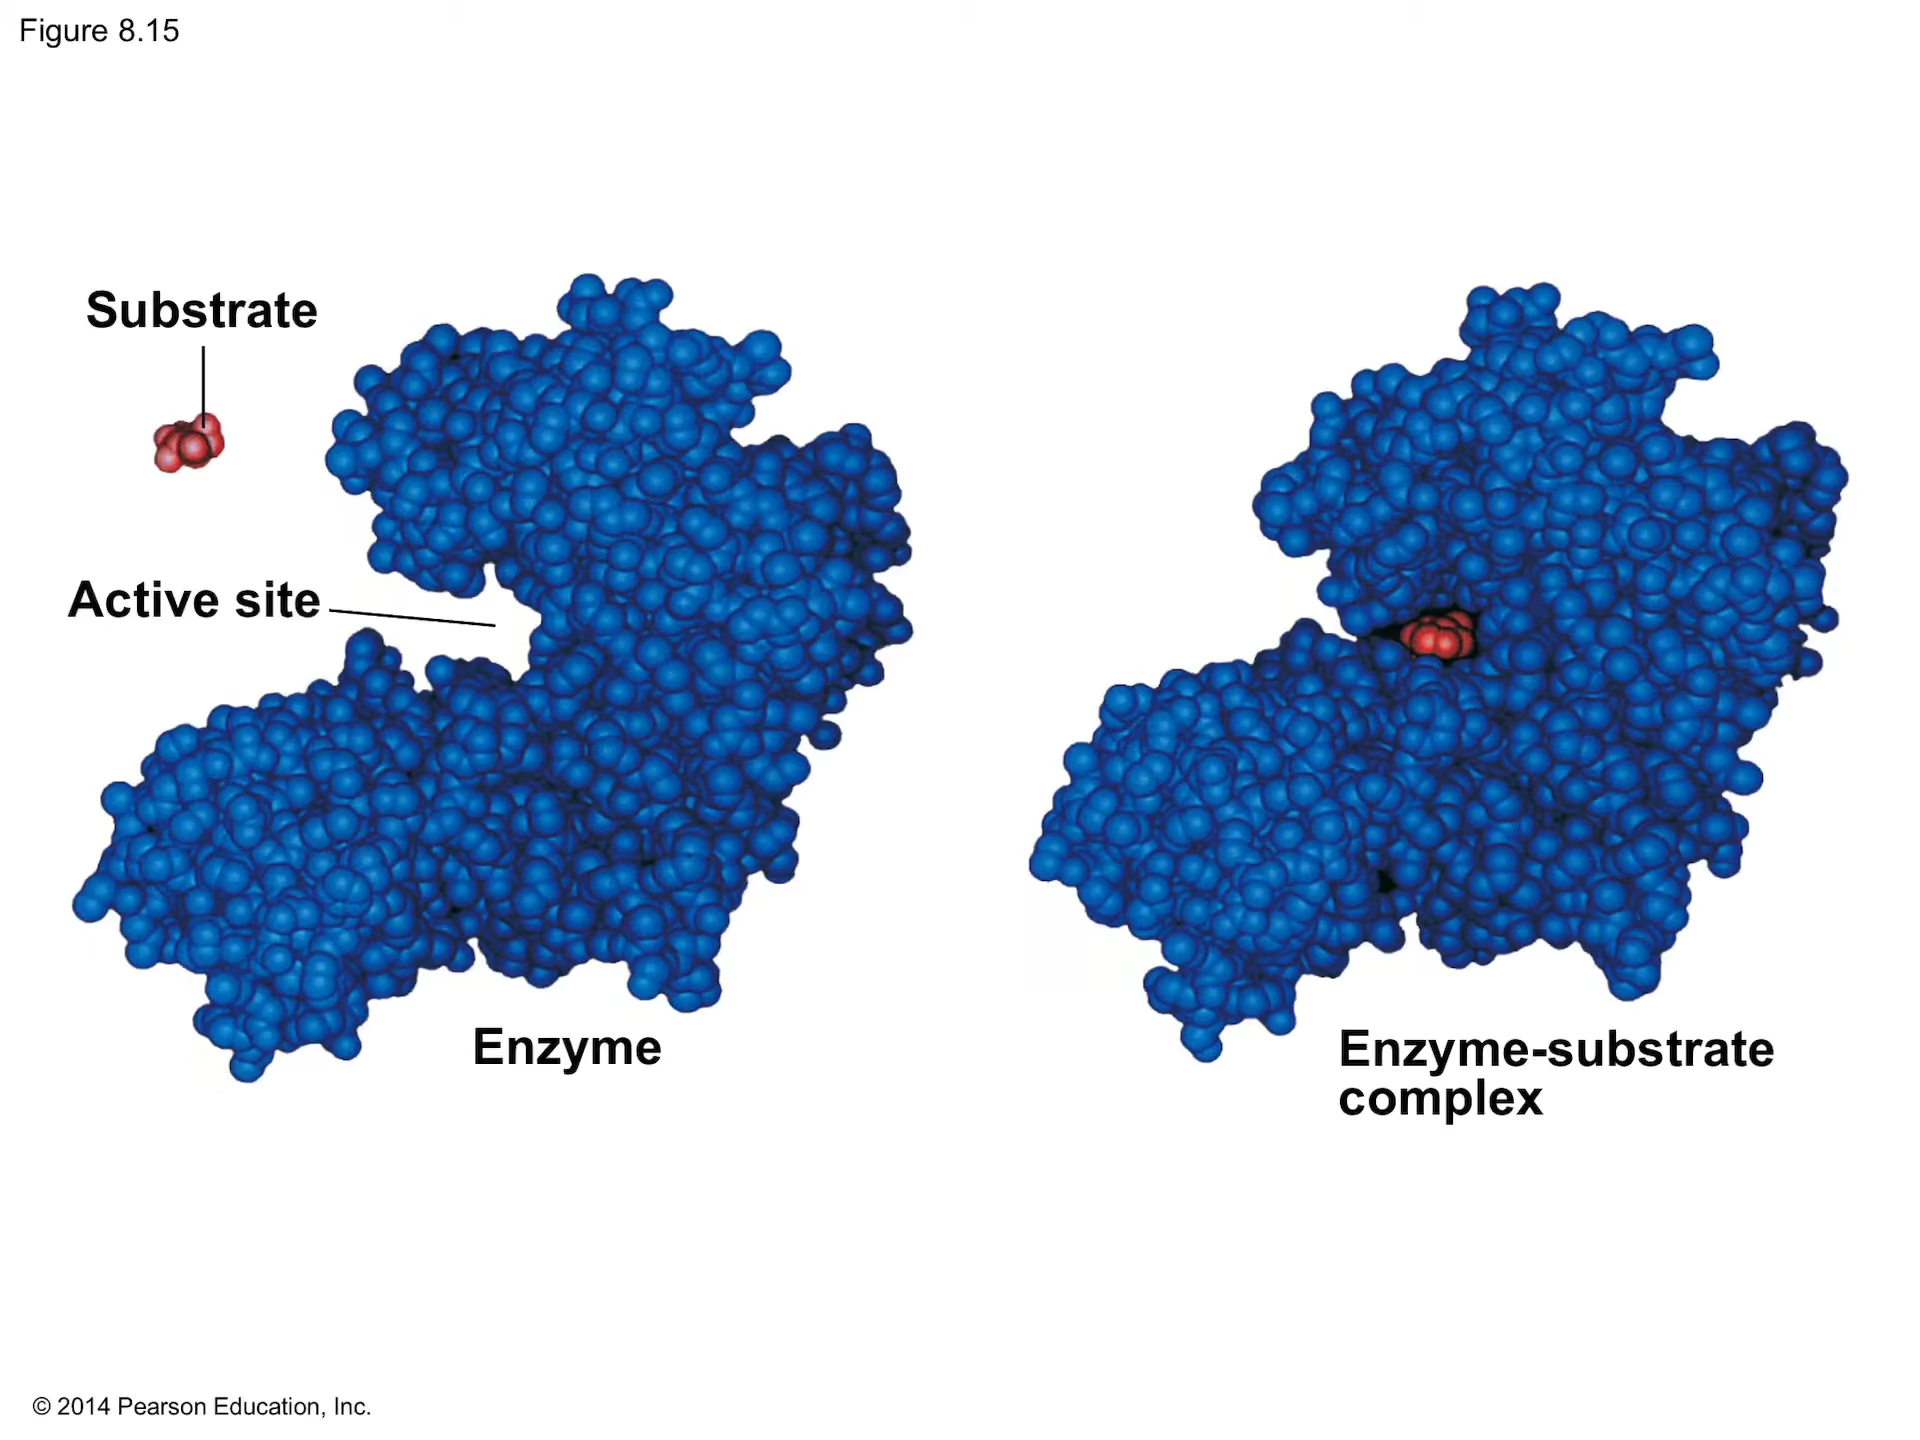 Figure 8.15
Substrate
Active site
Enzyme
Enzyme-substrate
complex
© 2014 Pearson Education, Inc.